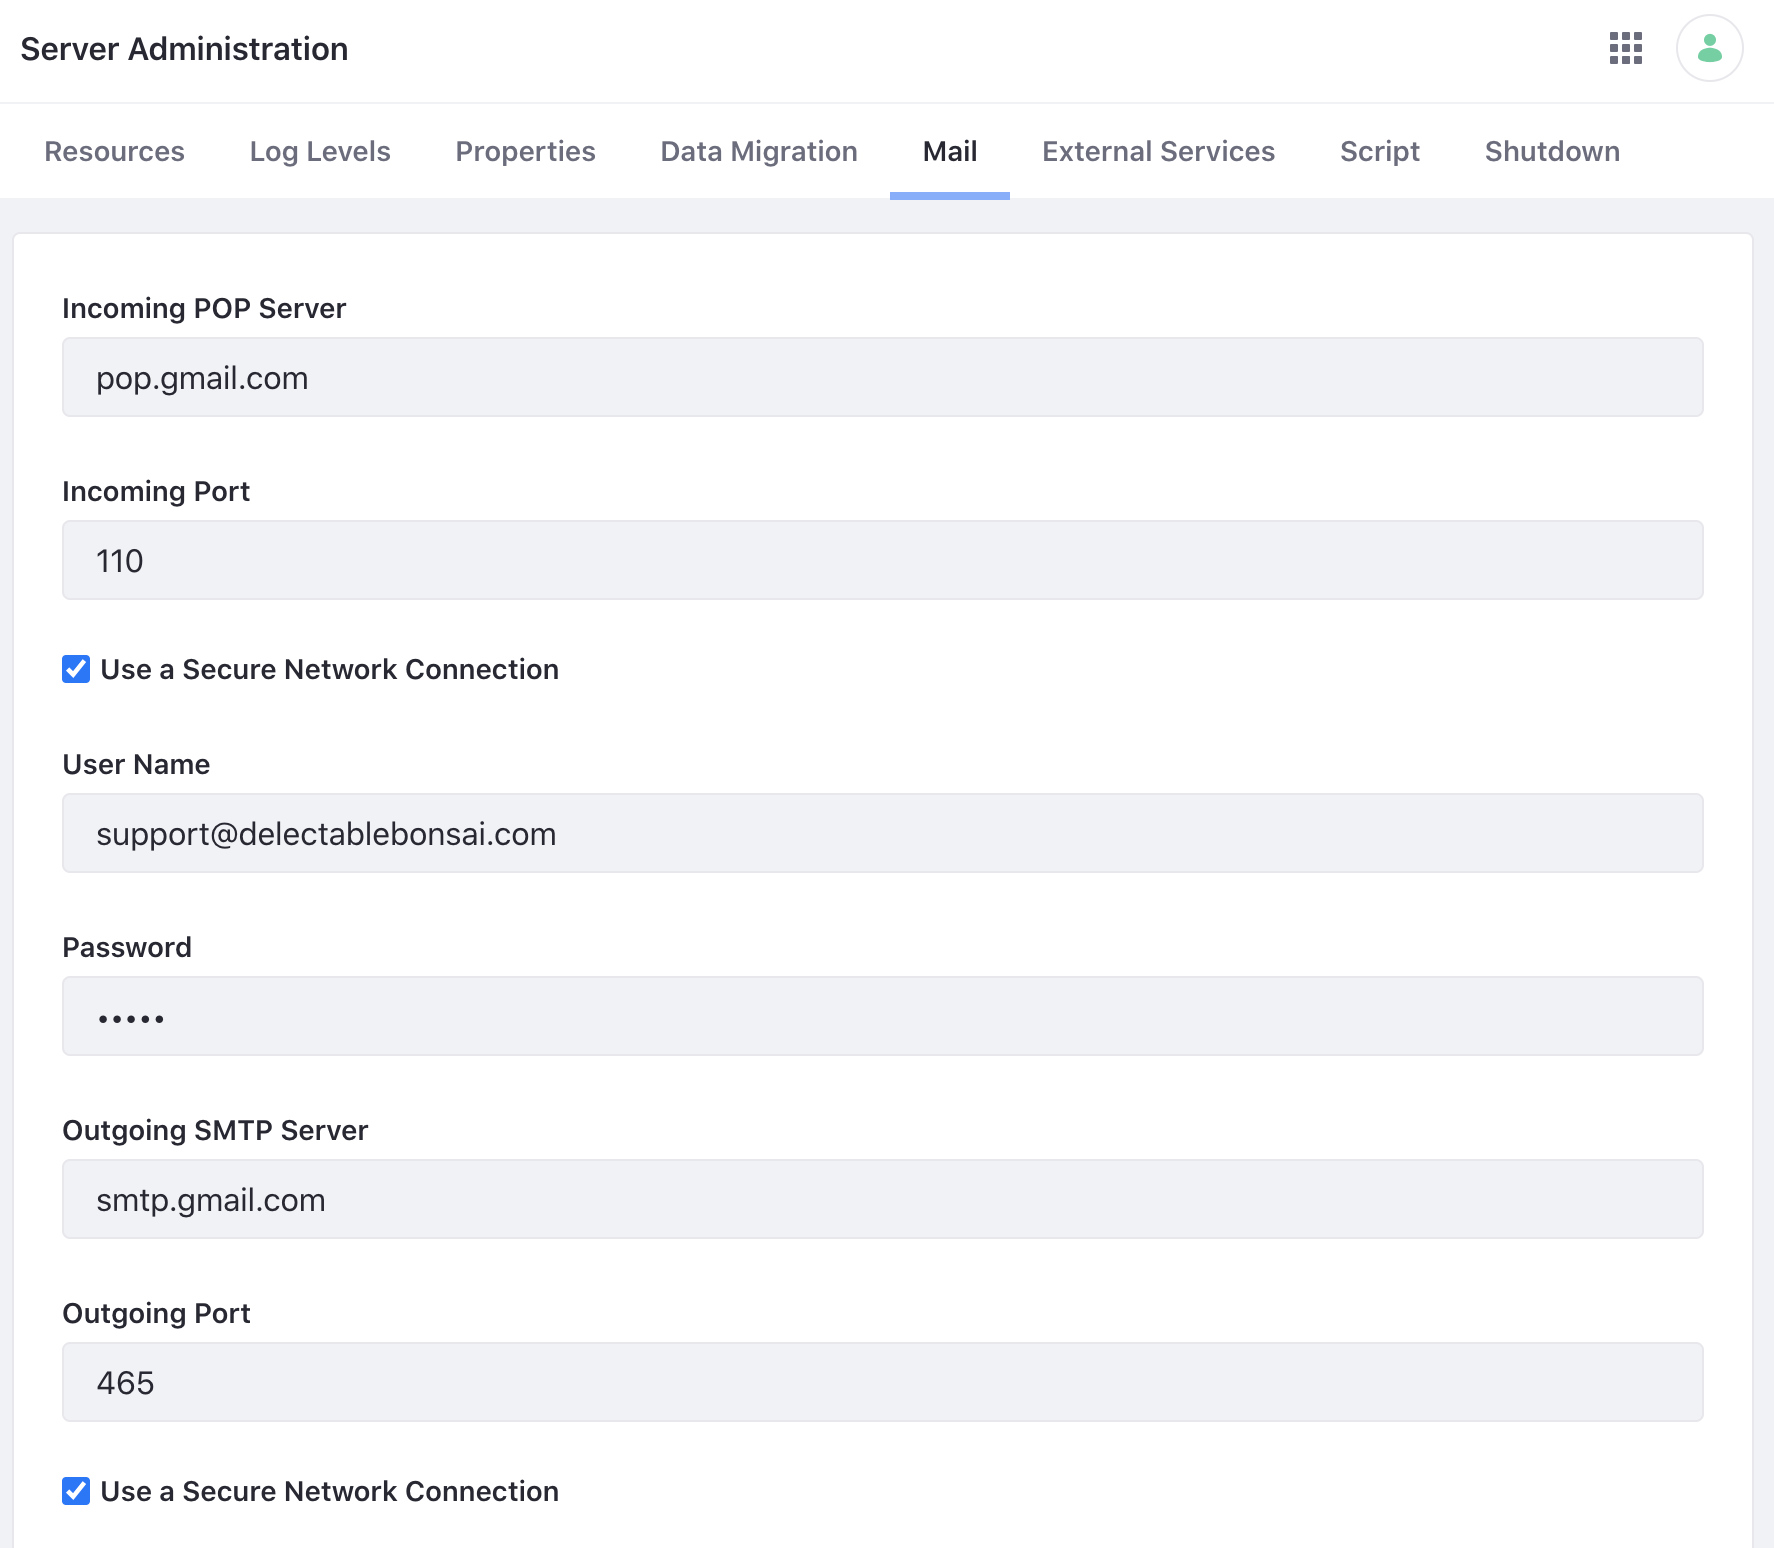 Server Administration
Resources Log Levels Properties Data Migration Mail External Services Script Shutdown
Incoming POP Server
pop.gmail.com
Incoming Port
110
Use a Secure Network Connection
User Name
support@delectablebonsai.com
Password
•••••
Outgoing SMTP Server
smtp.gmail.com
Outgoing Port
465
Use a Secure Network Connection